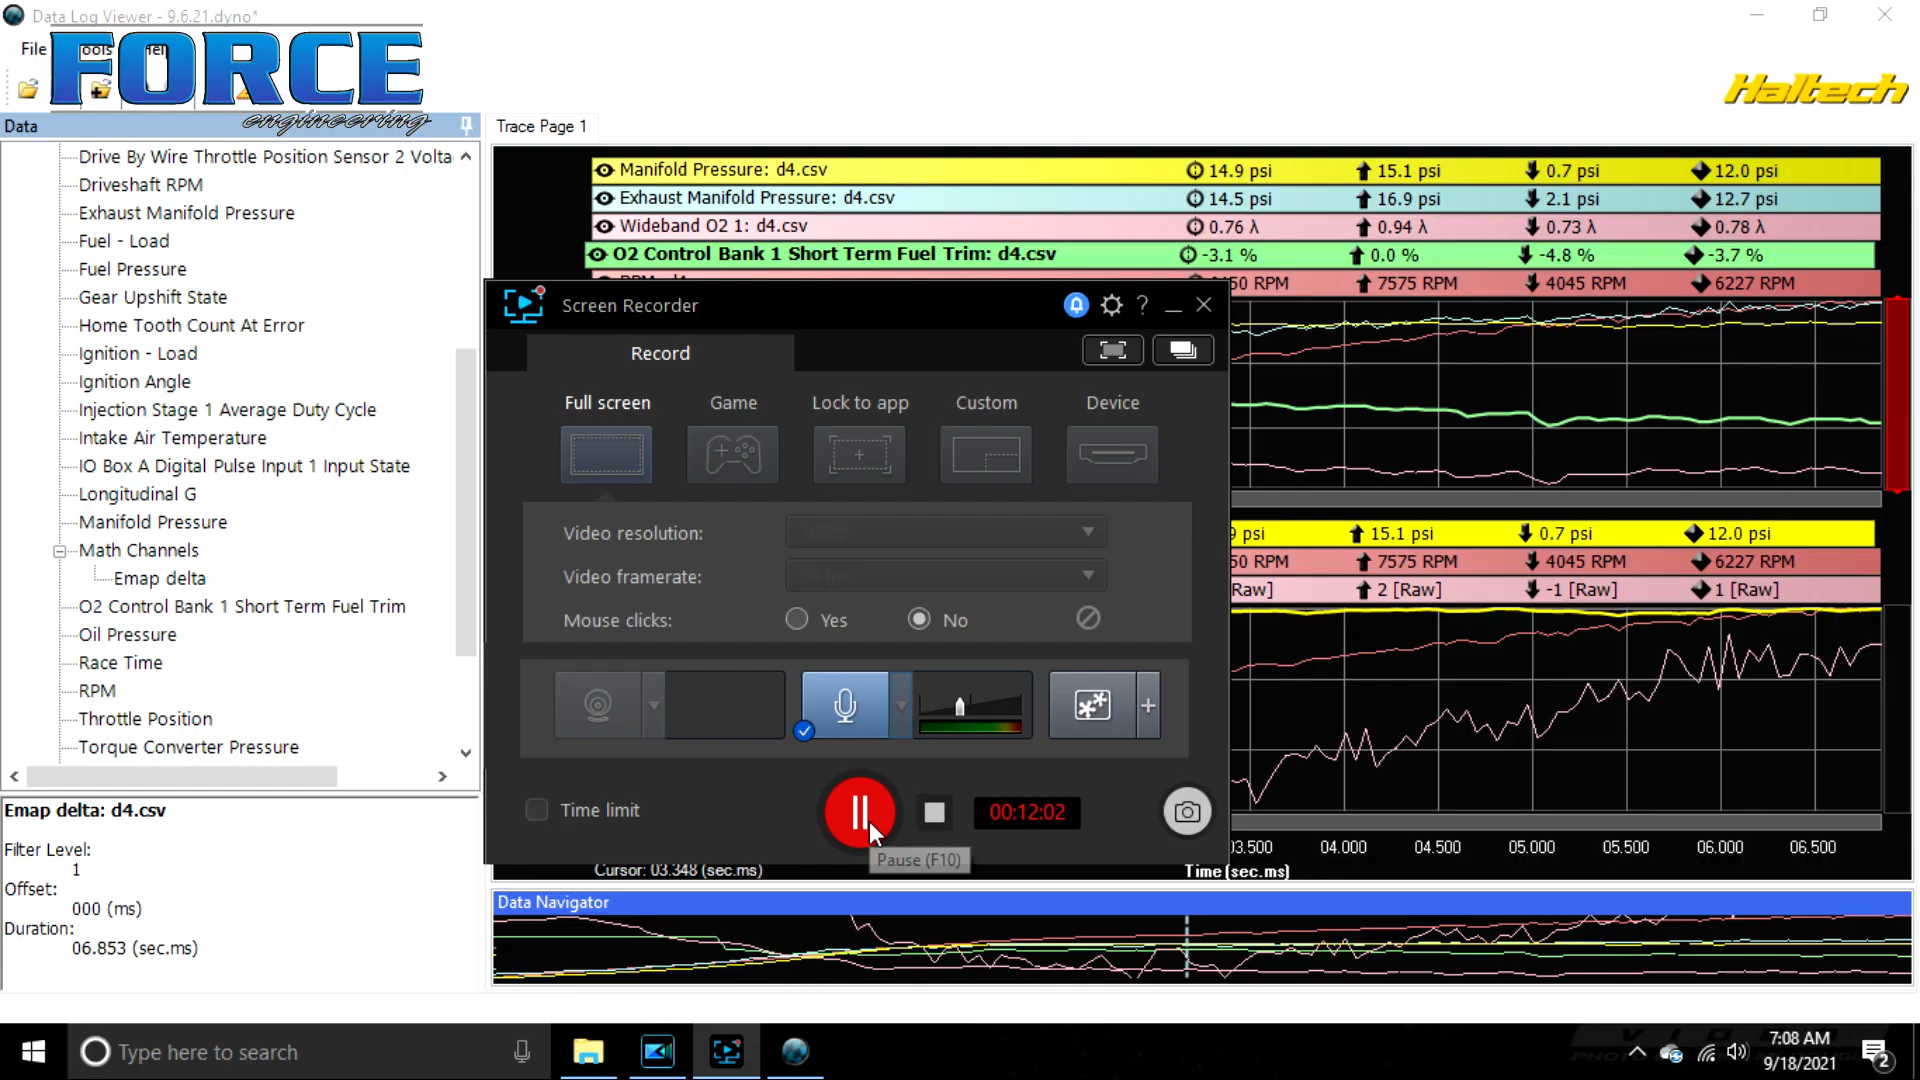 Data Log Viewer - 9.6.21.dyno*
File
FORCE
engineering
Haltech
Data
Trace Page 1
Drive By Wire Throttle Position Sensor 2 Volta
Driveshaft RPM
Exhaust Manifold Pressure
Fuel - Load
Fuel Pressure
Gear Upshift State
Home Tooth Count At Error
Ignition - Load
Ignition Angle
Injection Stage 1 Average Duty Cycle
Intake Air Temperature
IO Box A Digital Pulse Input 1 Input State
Longitudinal G
Manifold Pressure
Math Channels
Emap delta
O2 Control Bank 1 Short Term Fuel Trim
Oil Pressure
Race Time
RPM
Throttle Position
Torque Converter Pressure
Emap delta: d4.csv
Filter Level:
1
Offset:
000 (ms)
Duration:
06.853 (sec.ms)
Manifold Pressure: d4.csv 14.9 psi 15.1 psi 0.7 psi 12.0 psi
Exhaust Manifold Pressure: d4.csv 14.5 psi 16.9 psi 2.1 psi 12.7 psi
Wideband O2 1: d4.csv 0.76 λ 0.94 λ 0.73 λ 0.78 λ
O2 Control Bank 1 Short Term Fuel Trim: d4.csv -3.1 % 0.0 % -4.8 % -3.7 %
50 RPM 7575 RPM 4045 RPM 6227 RPM
Screen Recorder
?
Record
Full screen Game Lock to app Custom Device
Video resolution:
Video framerate:
Mouse clicks: Yes No
Time limit
00:12:02
Pause (F10)
psi 15.1 psi 0.7 psi 12.0 psi
50 RPM 7575 RPM 4045 RPM 6227 RPM
[Raw] 2 [Raw] -1 [Raw] 1 [Raw]
03.500 04.000 04.500 05.000 05.500 06.000 06.500
Cursor: 03.348 (sec.ms)
Time (sec.ms)
Data Navigator
Type here to search
7:08 AM
9/18/2021
2